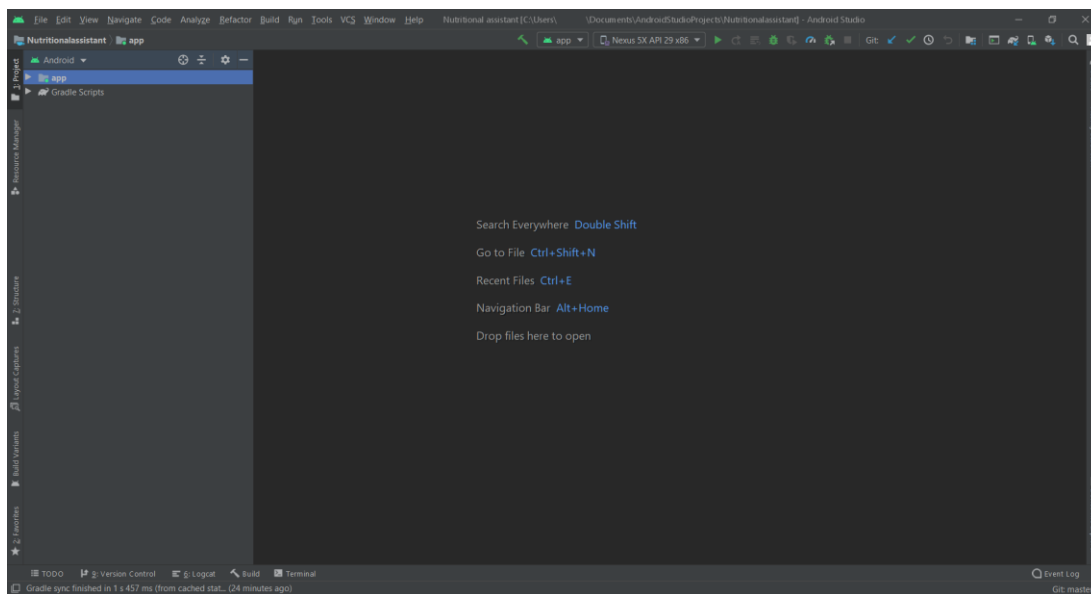 File Edit View Navigate Code Analyze Refactor Build Run Tools VCS Window Help Nutritional assistant [C:\Users\ \Documents\AndroidStudioProjects\Nutritionalassistant] - Android Studio
Nutritionalassistant app app Nexus 5X API 29 x86 Git:
Android
app
Gradle Scripts
1: Project
Resource Manager
2: Structure
Layout Captures
Build Variants
2: Favorites
Search Everywhere Double Shift
Go to File Ctrl+Shift+N
Recent Files Ctrl+E
Navigation Bar Alt+Home
Drop files here to open
TODO 9: Version Control 6: Logcat Build Terminal Event Log
Gradle sync finished in 1 s 457 ms (from cached stat... (24 minutes ago) Git: master